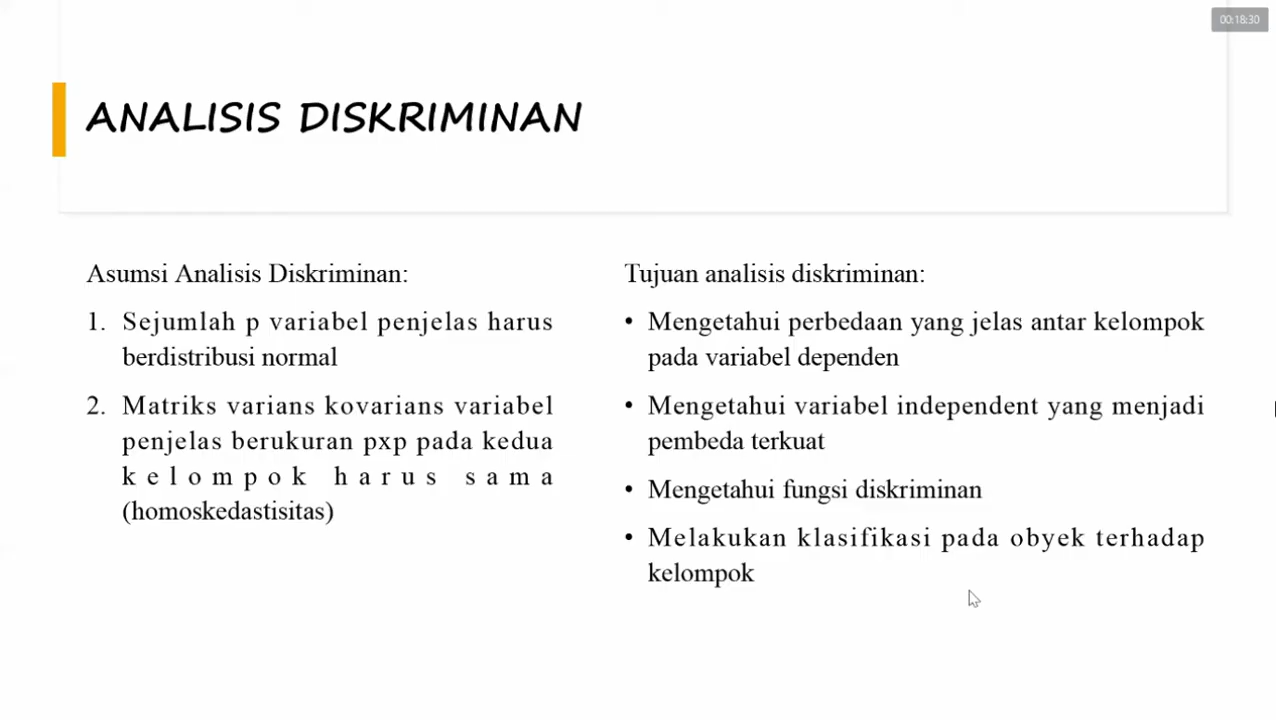 00:18:30
ANALISIS DISKRIMINAN
Asumsi Analisis Diskriminan:
1. Sejumlah p variabel penjelas harus
berdistribusi normal
2. Matriks varians kovarians variabel
penjelas berukuran pxp pada kedua
kelompok harus sama
(homoskedastisitas)
Tujuan analisis diskriminan:
• Mengetahui perbedaan yang jelas antar kelompok
pada variabel dependen
• Mengetahui variabel independent yang menjadi
pembeda terkuat
• Mengetahui fungsi diskriminan
• Melakukan klasifikasi pada obyek terhadap
kelompok